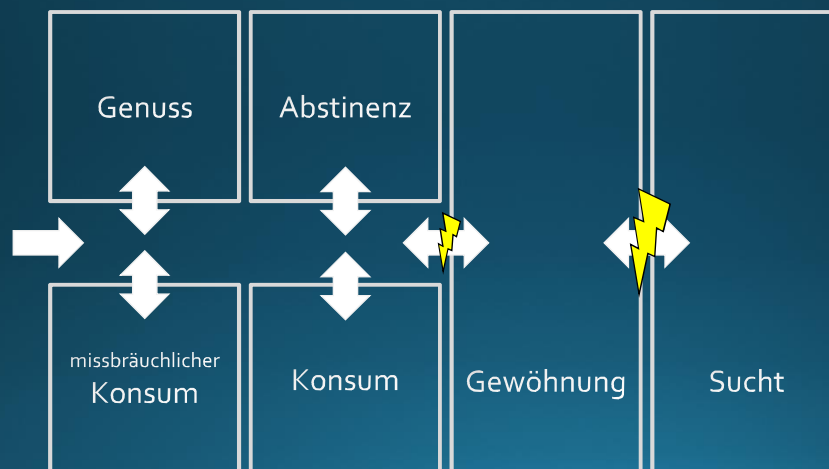 Genuss
Abstinenz
missbräuchlicher
Konsum
Konsum
Gewöhnung
Sucht